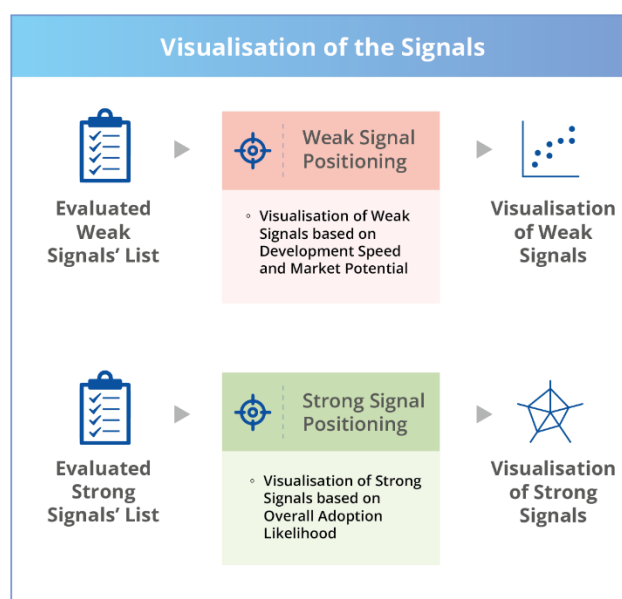 Visualisation of the Signals
Evaluated
Weak
Signals’ List
Weak Signal
Positioning
◦ Visualisation of Weak
Signals based on
Development Speed
and Market Potential
Visualisation
of Weak
Signals
Evaluated
Strong
Signals’ List
Strong Signal
Positioning
◦ Visualisation of Strong
Signals based on
Overall Adoption
Likelihood
Visualisation
of Strong
Signals